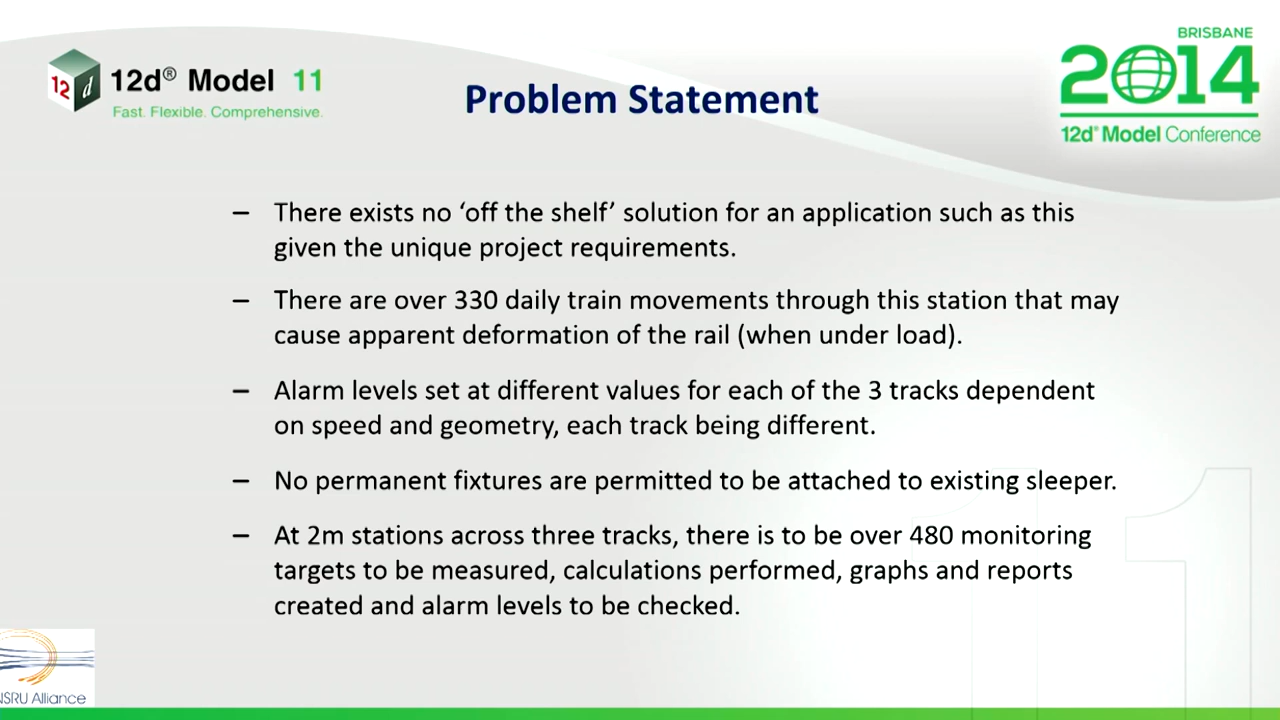 BRISBANE
2014
12d® Model Conference
12 d
12d® Model 11
Fast. Flexible. Comprehensive.
Problem Statement
– There exists no ‘off the shelf’ solution for an application such as this
given the unique project requirements.
– There are over 330 daily train movements through this station that may
cause apparent deformation of the rail (when under load).
– Alarm levels set at different values for each of the 3 tracks dependent
on speed and geometry, each track being different.
– No permanent fixtures are permitted to be attached to existing sleeper.
– At 2m stations across three tracks, there is to be over 480 monitoring
targets to be measured, calculations performed, graphs and reports
created and alarm levels to be checked.
11
NSRU Alliance